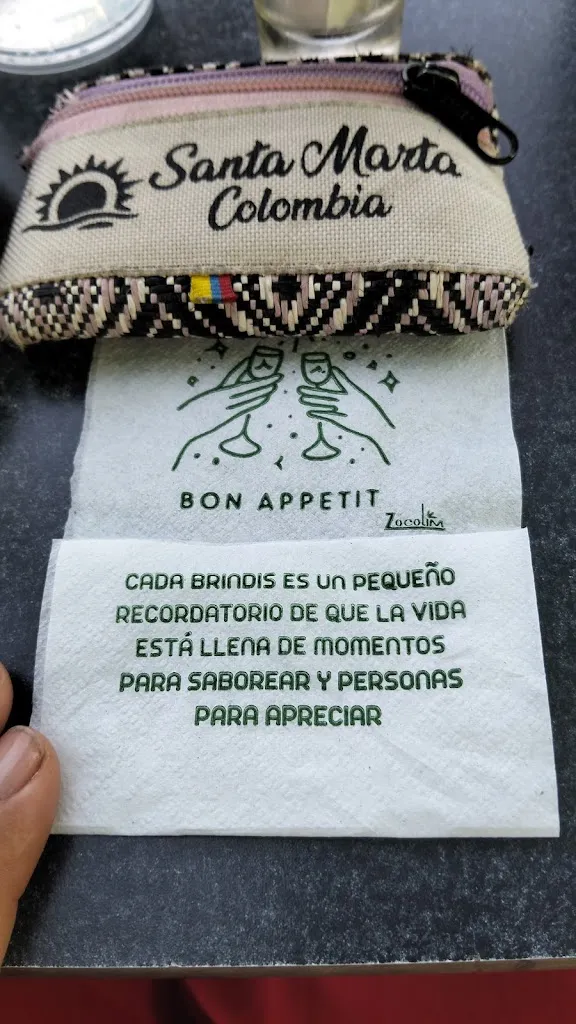 Santa Marta
Colombia
BON APPETIT
Zocolim
CADA BRINDIS ES UN PEQUEÑO
RECORDATORIO DE QUE LA VIDA
ESTÁ LLENA DE MOMENTOS
PARA SABOREAR Y PERSONAS
PARA APRECIAR